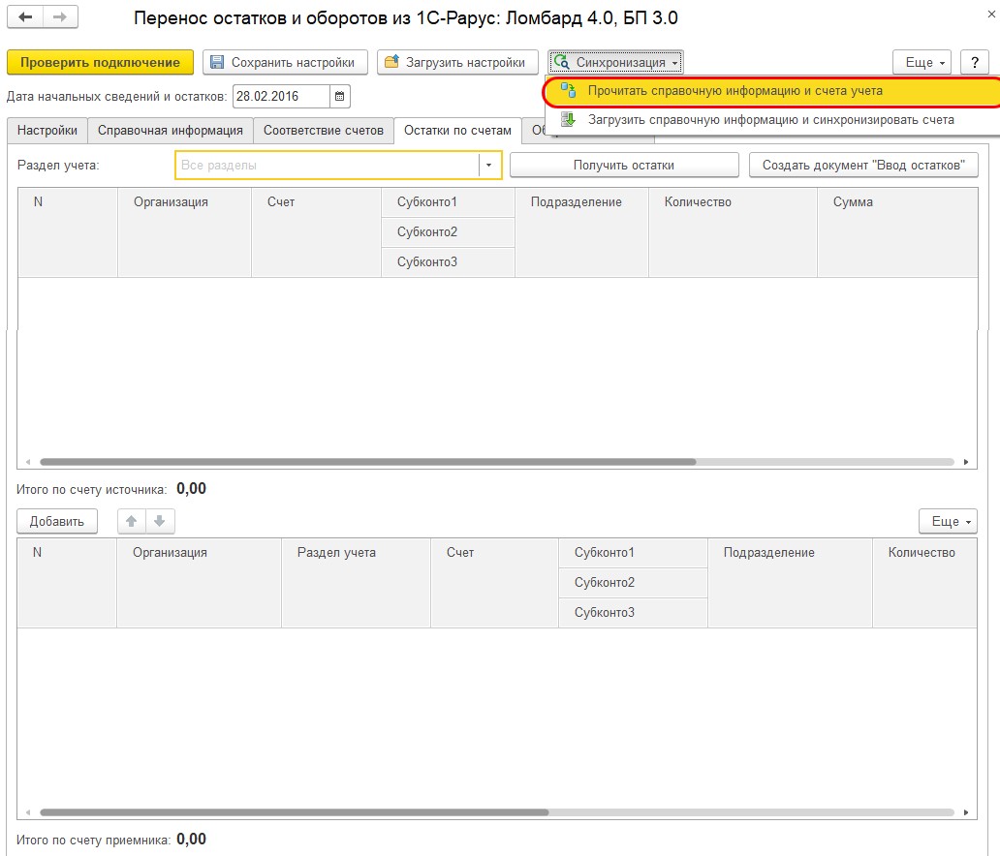 Перенос остатков и оборотов из 1С-Рарус: Ломбард 4.0, БП 3.0
Проверить подключение Сохранить настройки Загрузить настройки Синхронизация Еще ?
Прочитать справочную информацию и счета учета
Загрузить справочную информацию и синхронизировать счета
Дата начальных сведений и остатков: 28.02.2016
Настройки Справочная информация Соответствие счетов Остатки по счетам
Раздел учета: Все разделы Получить остатки Создать документ "Ввод остатков"
N Организация Счет Субконто1 Подразделение Количество Сумма
Субконто2
Субконто3
Итого по счету источника: 0,00
Добавить Еще
N Организация Раздел учета Счет Субконто1 Подразделение Количество
Субконто2
Субконто3
Итого по счету приемника: 0,00